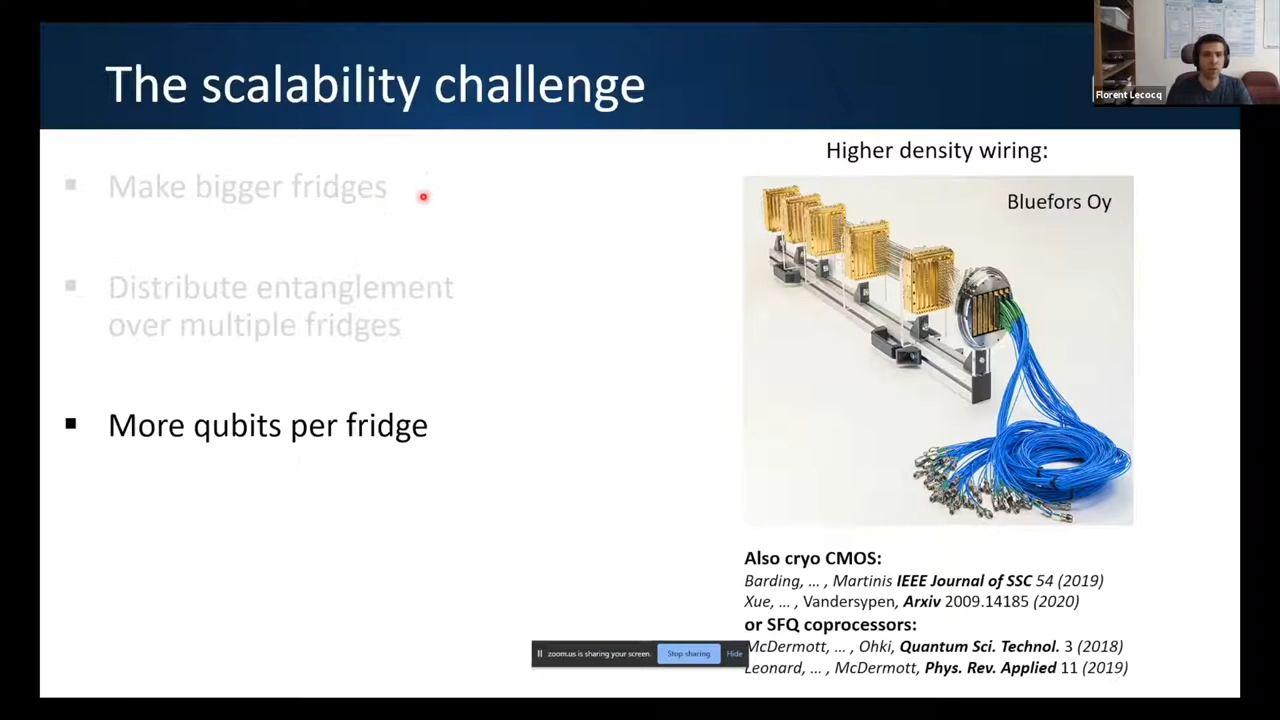 The scalability challenge
Florent Lecocq
▪ Make bigger fridges
▪ Distribute entanglement
over multiple fridges
▪ More qubits per fridge
Higher density wiring:
Bluefors Oy
Also cryo CMOS:
Barding, ... , Martinis IEEE Journal of SSC 54 (2019)
Xue, ... , Vandersypen, Arxiv 2009.14185 (2020)
or SFQ coprocessors:
McDermott, ... , Ohki, Quantum Sci. Technol. 3 (2018)
Leonard, ... , McDermott, Phys. Rev. Applied 11 (2019)
zoom.us is sharing your screen.
Stop sharing
Hide